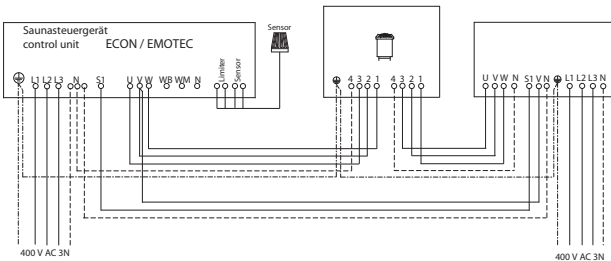 Saunasteuergerät
control unit ECON / EMOTEC
Sensor
L1 L2 L3 N S1 U V W WB WM N Limiter Sensor
4 3 2 1 4 3 2 1
U V W N S1 V N L1 L2 L3 N
400 V AC 3N
400 V AC 3N